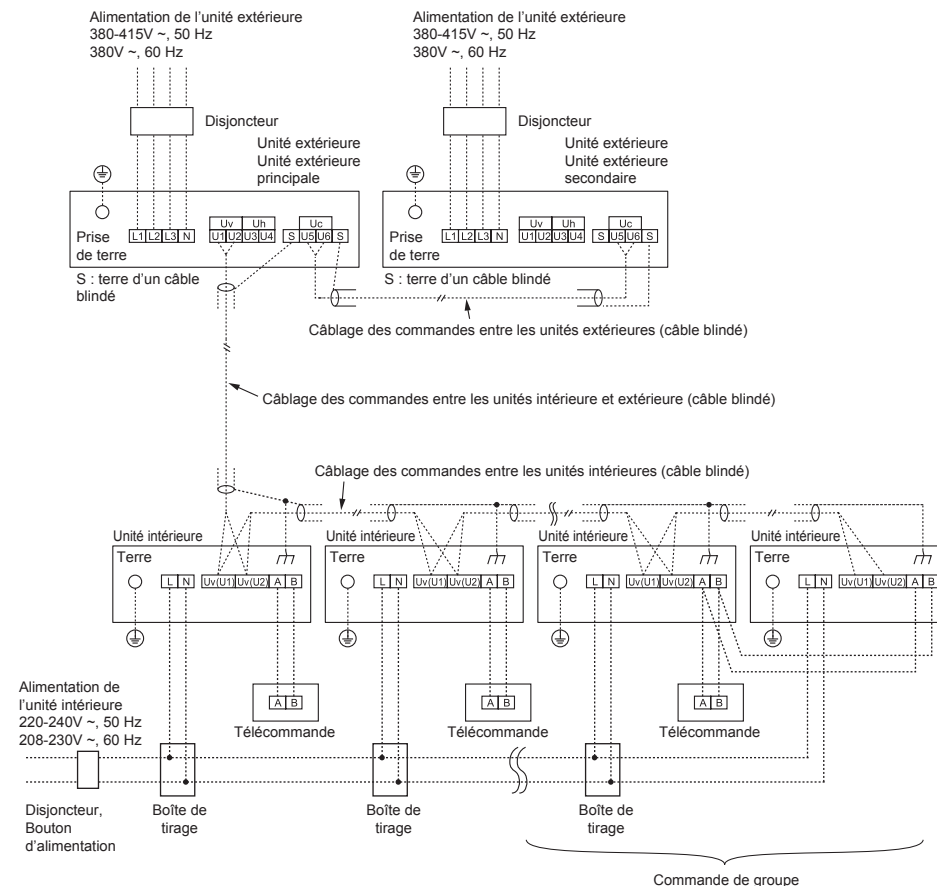 Alimentation de l’unité extérieure
380-415V ~, 50 Hz
380V ~, 60 Hz
Alimentation de l’unité extérieure
380-415V ~, 50 Hz
380V ~, 60 Hz
Disjoncteur
Disjoncteur
Unité extérieure
Unité extérieure
principale
Unité extérieure
Unité extérieure
secondaire
Prise
de terre
L1 L2 L3 N
Uv Uh
U1 U2 U3 U4
Uc
S U5 U6 S
Prise
de terre
L1 L2 L3 N
Uv Uh
U1 U2 U3 U4
Uc
S U5 U6 S
S : terre d’un câble
blindé
S : terre d’un câble blindé
Câblage des commandes entre les unités extérieures (câble blindé)
Câblage des commandes entre les unités intérieure et extérieure (câble blindé)
Câblage des commandes entre les unités intérieures (câble blindé)
Unité intérieure
Terre
L N Uv(U1) Uv(U2) A B
Unité intérieure
Terre
L N Uv(U1) Uv(U2) A B
Unité intérieure
Terre
L N Uv(U1) Uv(U2) A B
Unité intérieure
Terre
L N Uv(U1) Uv(U2) A B
A B
Télécommande
A B
Télécommande
A B
Télécommande
Alimentation de
l’unité intérieure
220-240V ~, 50 Hz
208-230V ~, 60 Hz
Disjoncteur,
Bouton
d’alimentation
Boîte de
tirage
Boîte de
tirage
Boîte de
tirage
Commande de groupe